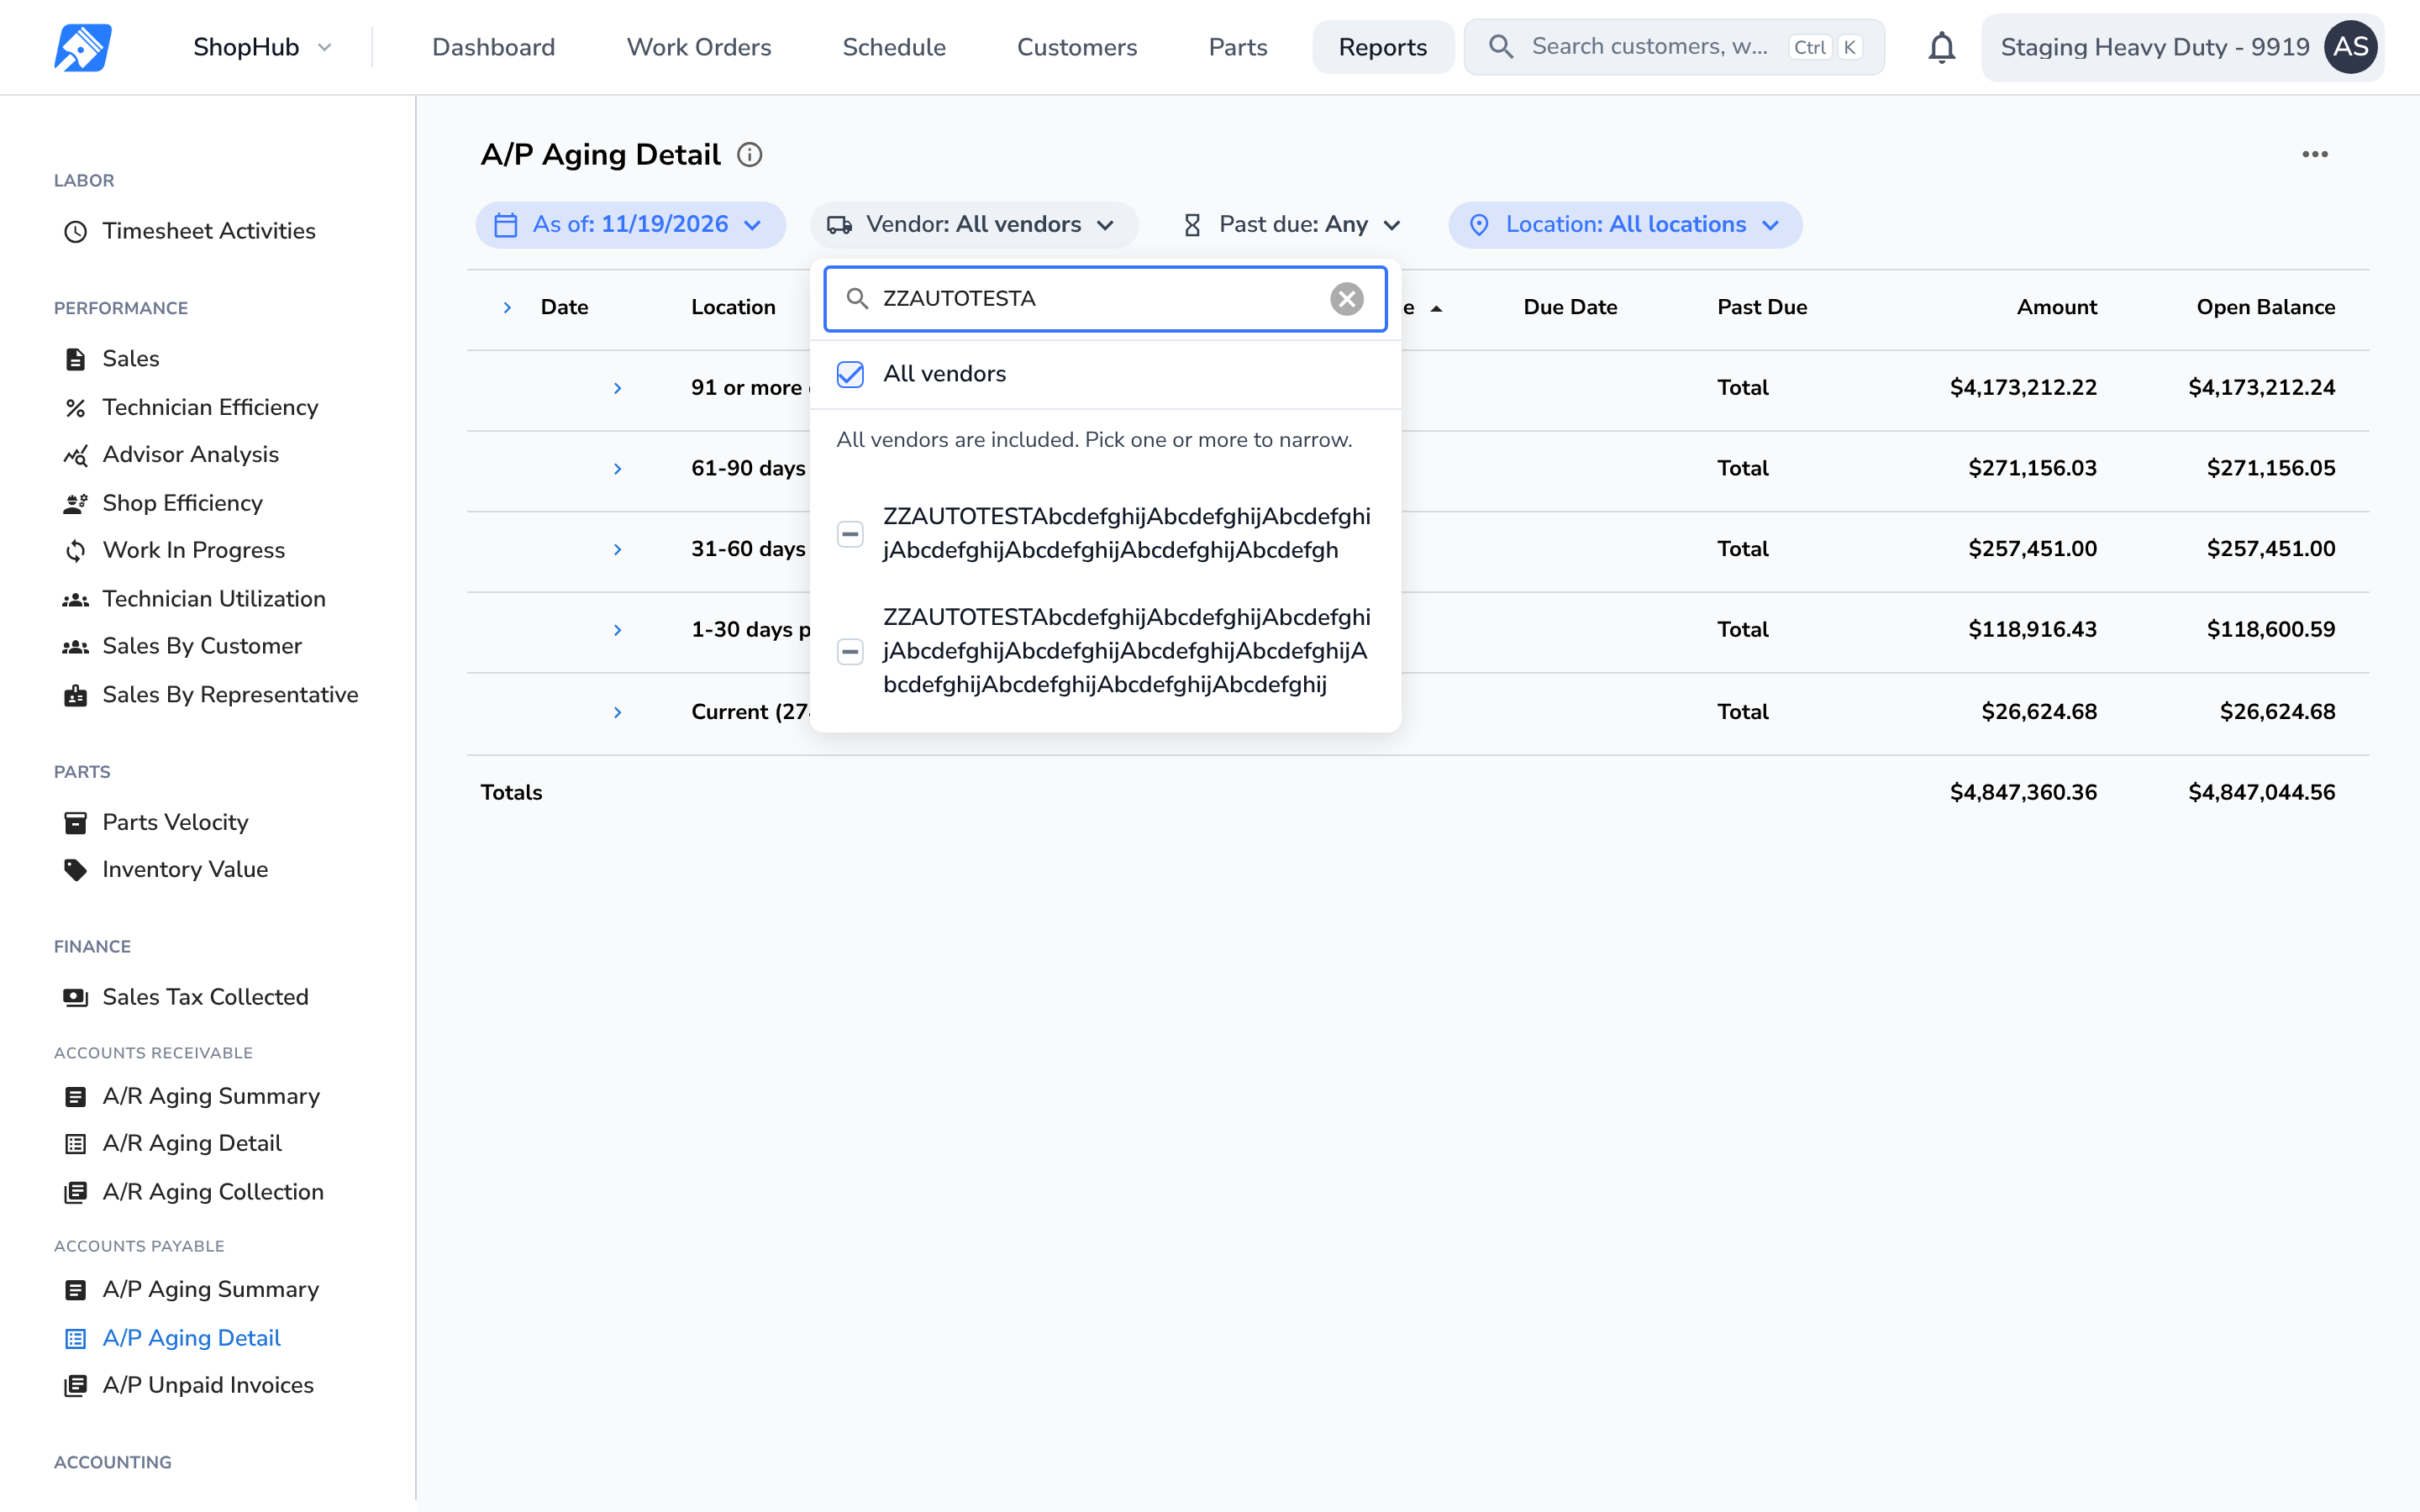 ShopHub
Dashboard
Work Orders
Schedule
Customers
Parts
Reports
Search customers, w...
Ctrl K
Staging Heavy Duty - 9919
AS
LABOR
Timesheet Activities
PERFORMANCE
Sales
Technician Efficiency
Advisor Analysis
Shop Efficiency
Work In Progress
Technician Utilization
Sales By Customer
Sales By Representative
PARTS
Parts Velocity
Inventory Value
FINANCE
Sales Tax Collected
ACCOUNTS RECEIVABLE
A/R Aging Summary
A/R Aging Detail
A/R Aging Collection
ACCOUNTS PAYABLE
A/P Aging Summary
A/P Aging Detail
A/P Unpaid Invoices
ACCOUNTING
A/P Aging Detail
As of: 11/19/2026
Vendor: All vendors
Past due: Any
Location: All locations
ZZAUTOTESTA
All vendors
All vendors are included. Pick one or more to narrow.
ZZAUTOTESTAbcdefghijAbcdefghijAbcdefghi
jAbcdefghijAbcdefghijAbcdefghijAbcdefgh
ZZAUTOTESTAbcdefghijAbcdefghijAbcdefghi
jAbcdefghijAbcdefghijAbcdefghijAbcdefghijA
bcdefghijAbcdefghijAbcdefghijAbcdefghij
Date Location e Due Date Past Due Amount Open Balance
91 or more Total $4,173,212.22 $4,173,212.24
61-90 days Total $271,156.03 $271,156.05
31-60 days Total $257,451.00 $257,451.00
1-30 days p Total $118,916.43 $118,600.59
Current (27 Total $26,624.68 $26,624.68
Totals $4,847,360.36 $4,847,044.56